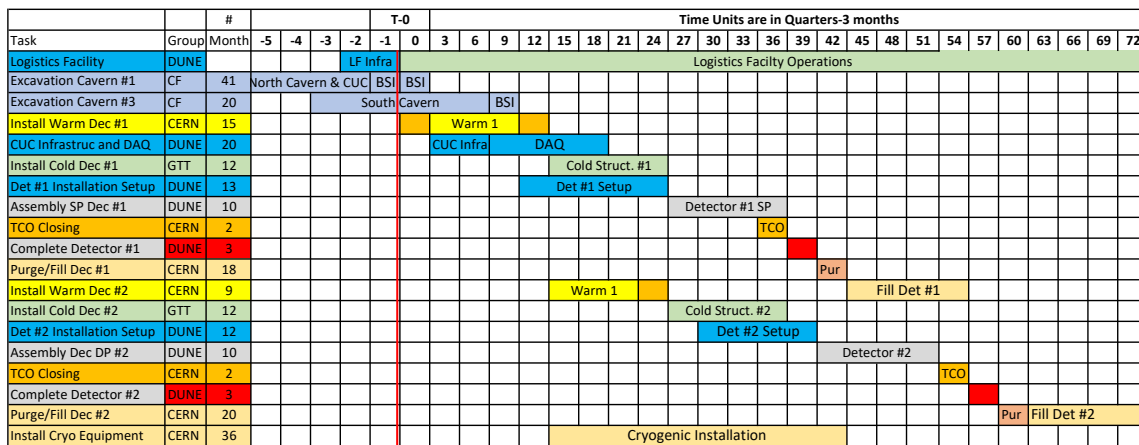 # T-0 Time Units are in Quarters-3 months
Task Group Month -5 -4 -3 -2 -1 0 3 6 9 12 15 18 21 24 27 30 33 36 39 42 45 48 51 54 57 60 63 66 69 72
Logistics Facility DUNE LF Infra Logistics Facilty Operations
Excavation Cavern #1 CF 41 North Cavern & CUC BSI BSI
Excavation Cavern #3 CF 20 South Cavern BSI
Install Warm Dec #1 CERN 15 Warm 1
CUC Infrastruc and DAQ DUNE 20 CUC Infra DAQ
Install Cold Dec #1 GTT 12 Cold Struct. #1
Det #1 Installation Setup DUNE 13 Det #1 Setup
Assembly SP Dec #1 DUNE 10 Detector #1 SP
TCO Closing CERN 2 TCO
Complete Detector #1 DUNE 3
Purge/Fill Dec #1 CERN 18 Pur
Install Warm Dec #2 CERN 9 Warm 1 Fill Det #1
Install Cold Dec #2 GTT 12 Cold Struct. #2
Det #2 Installation Setup DUNE 12 Det #2 Setup
Assembly Dec DP #2 DUNE 10 Detector #2
TCO Closing CERN 2 TCO
Complete Detector #2 DUNE 3
Purge/Fill Dec #2 CERN 20 Pur Fill Det #2
Install Cryo Equipment CERN 36 Cryogenic Installation